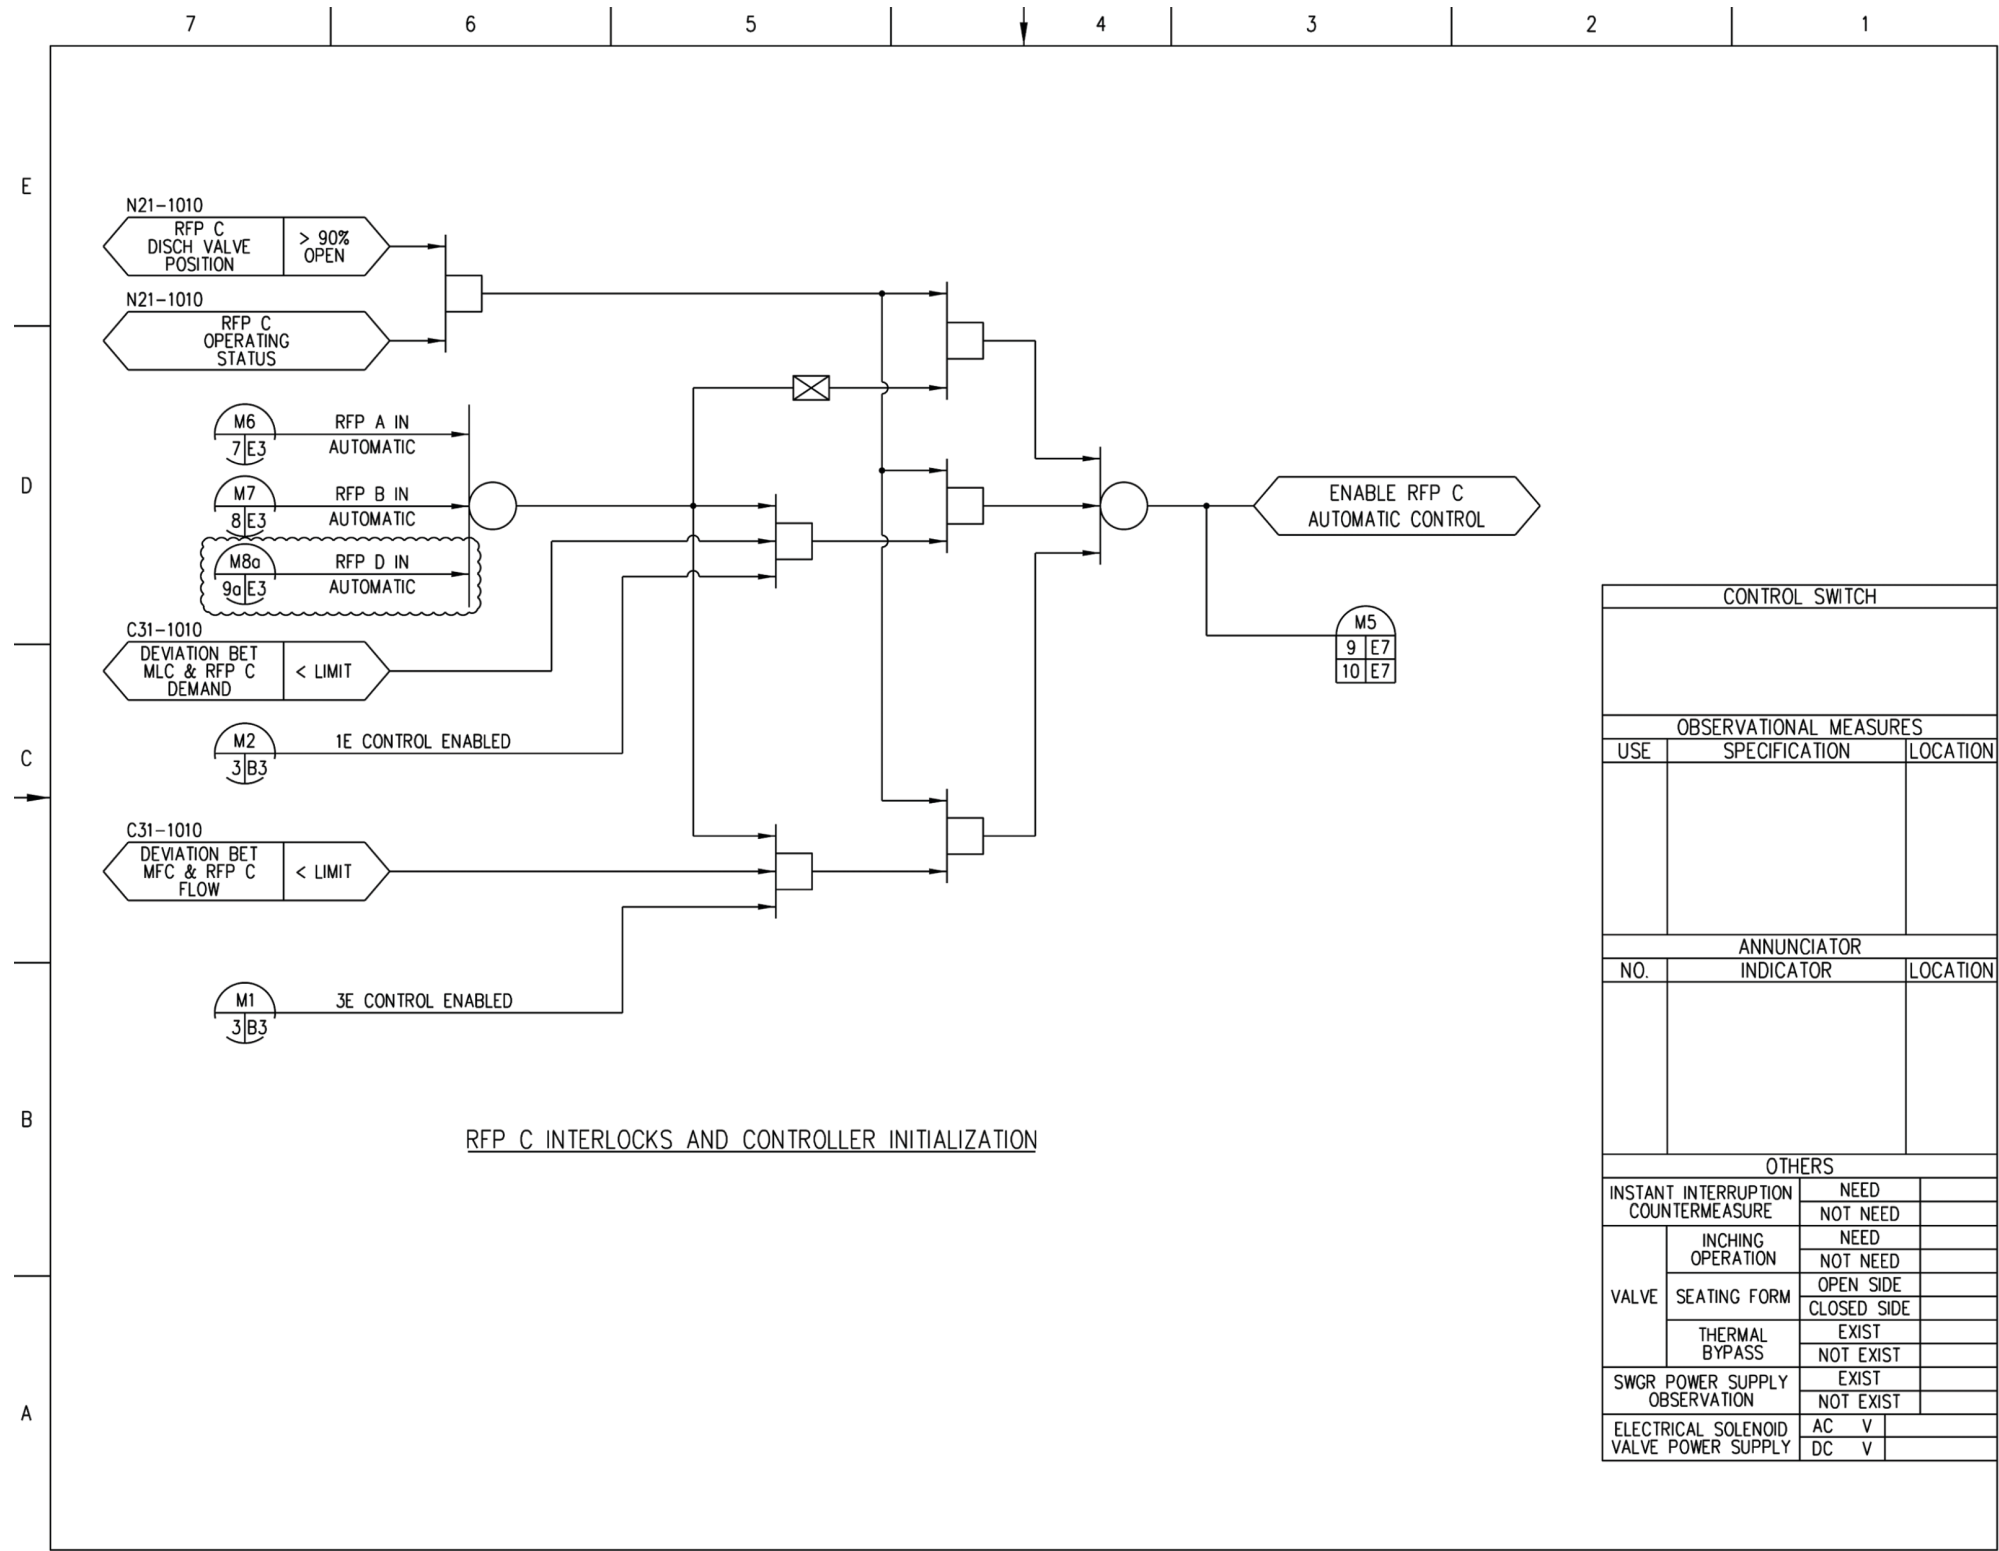 7 6 5 4 3 2 1
E
D
C
B
A
N21-1010
RFP C
DISCH VALVE
POSITION
> 90%
OPEN
N21-1010
RFP C
OPERATING
STATUS
M6
7 E3
RFP A IN
AUTOMATIC
M7
8 E3
RFP B IN
AUTOMATIC
M8a
9a E3
RFP D IN
AUTOMATIC
C31-1010
DEVIATION BET
MLC & RFP C
DEMAND
< LIMIT
M2
3 B3
1E CONTROL ENABLED
C31-1010
DEVIATION BET
MFC & RFP C
FLOW
< LIMIT
M1
3 B3
3E CONTROL ENABLED
ENABLE RFP C
AUTOMATIC CONTROL
M5
9 E7
10 E7
RFP C INTERLOCKS AND CONTROLLER INITIALIZATION
CONTROL SWITCH
OBSERVATIONAL MEASURES
USE SPECIFICATION LOCATION
ANNUNCIATOR
NO. INDICATOR LOCATION
OTHERS
INSTANT INTERRUPTION
COUNTERMEASURE
NEED
NOT NEED
VALVE
INCHING
OPERATION
NEED
NOT NEED
SEATING FORM
OPEN SIDE
CLOSED SIDE
THERMAL
BYPASS
EXIST
NOT EXIST
SWGR POWER SUPPLY
OBSERVATION
EXIST
NOT EXIST
ELECTRICAL SOLENOID
VALVE POWER SUPPLY
AC V
DC V